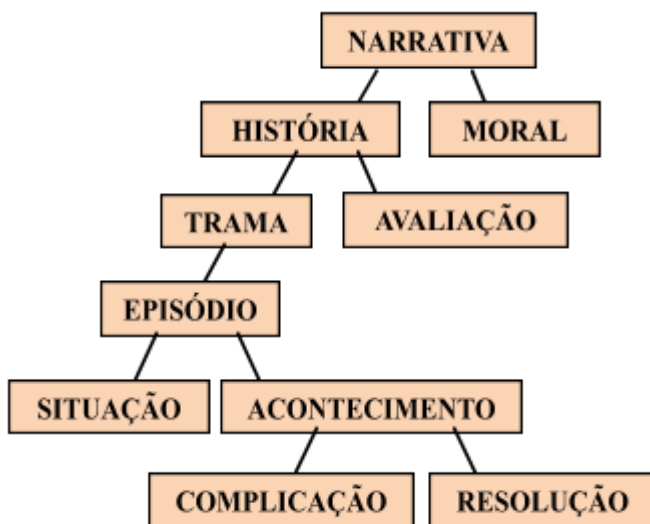 NARRATIVA
HISTÓRIA
MORAL
TRAMA
AVALIAÇÃO
EPISÓDIO
SITUAÇÃO
ACONTECIMENTO
COMPLICAÇÃO
RESOLUÇÃO